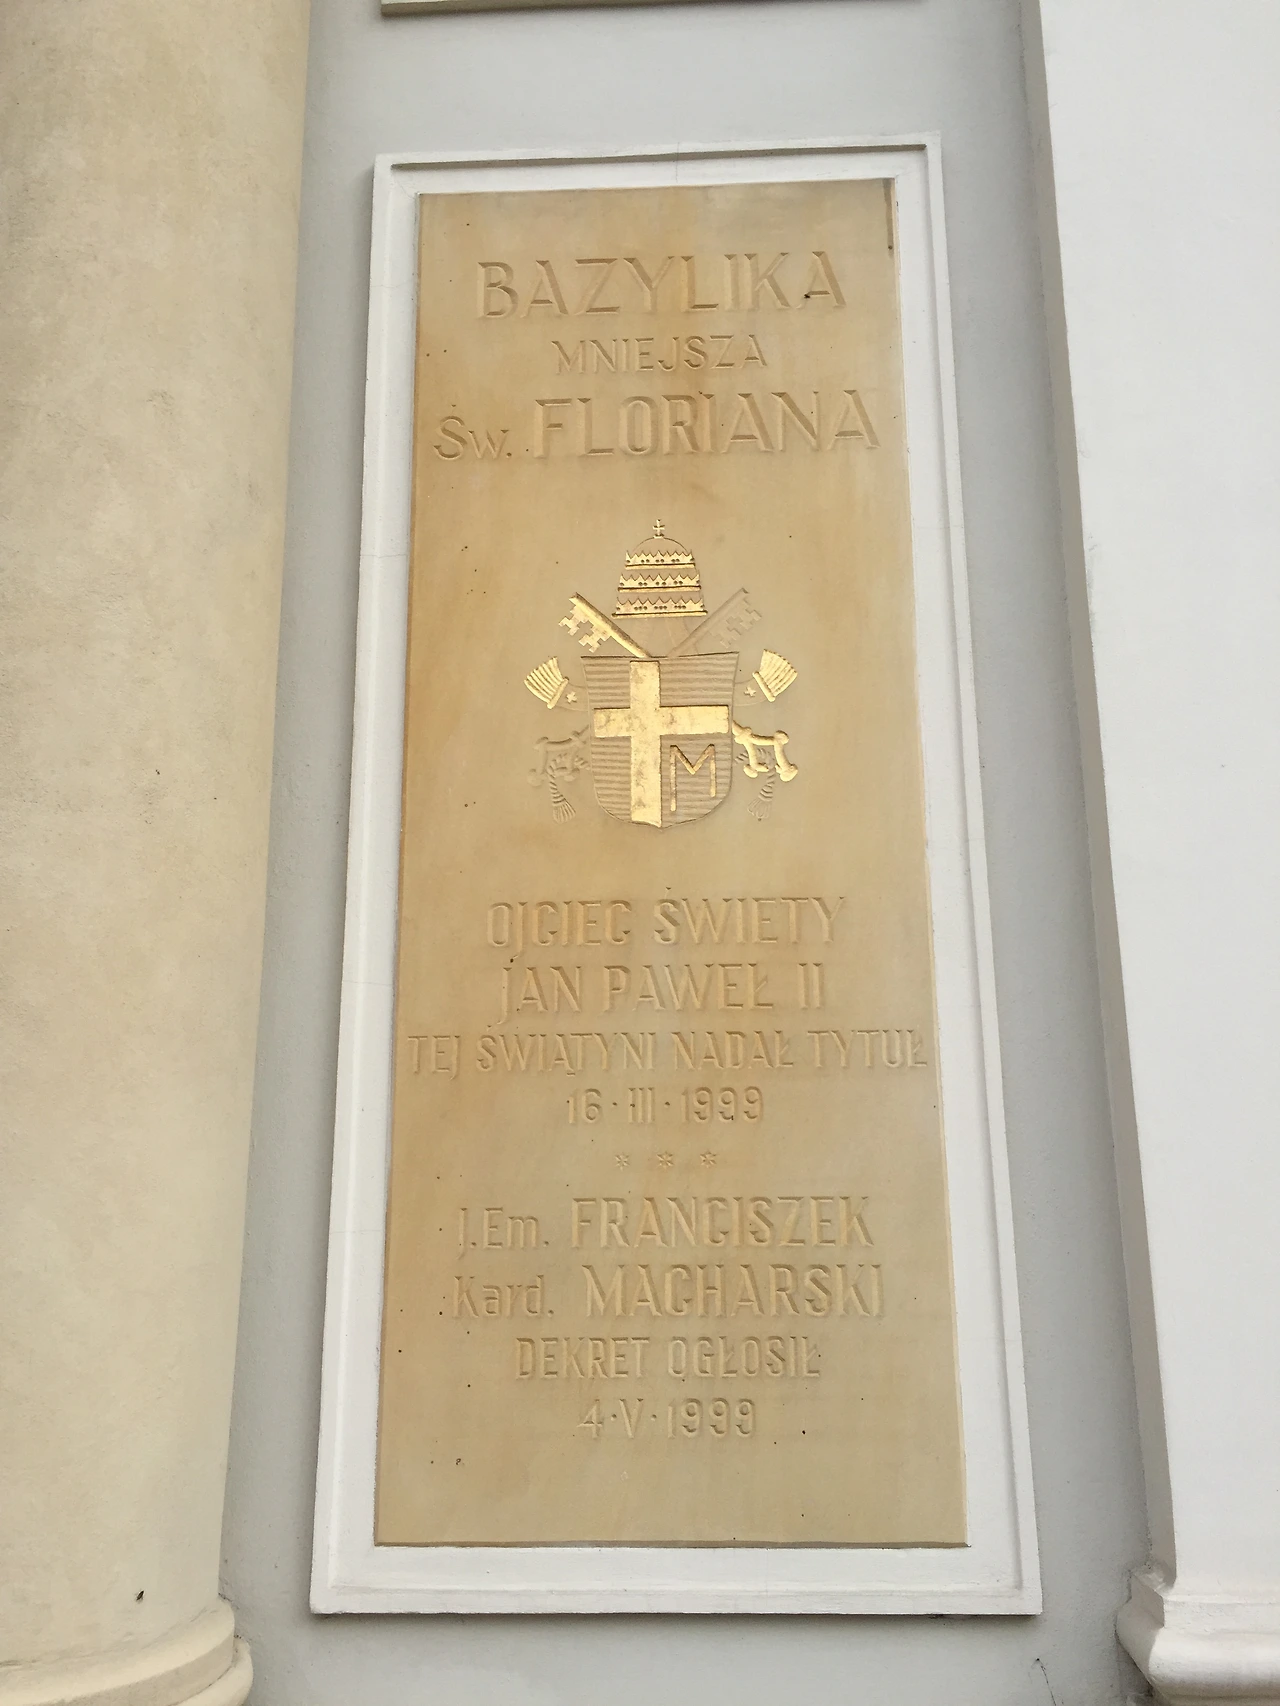 BAZYLIKA
MNIEJSZA
Św. FLORIANA
M
OJCIEC ŚWIETY
JAN PAWEŁ II
TEJ ŚWIĄTYNI NADAŁ TYTUŁ
16·III·1999
* * *
J.Em. FRANCISZEK
Kard. MACHARSKI
DEKRET OGŁOSIŁ
4·V·1999